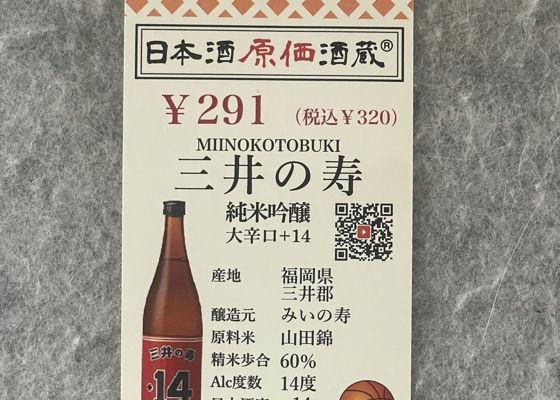 日本酒原価酒蔵®
￥291 (税込￥320)
MIINOKOTOBUKI
三井の寿
純米吟醸
大辛口+14
産地 福岡県
三井郡
醸造元 みいの寿
原料米 山田錦
精米歩合 60%
Alc度数 14度
三井の寿
+14